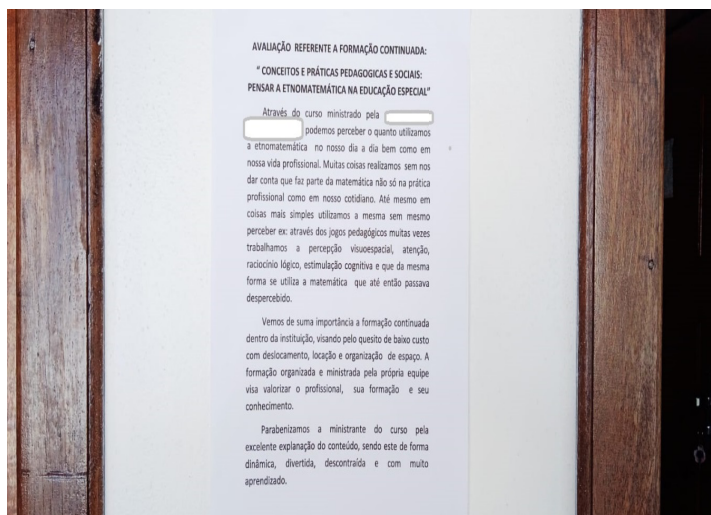 AVALIAÇÃO REFERENTE A FORMAÇÃO CONTINUADA:
" CONCEITOS E PRÁTICAS PEDAGOGICAS E SOCIAIS:
PENSAR A ETNOMATEMÁTICA NA EDUCAÇÃO ESPECIAL"
Através do curso ministrado pela
podemos perceber o quanto utilizamos
a etnomatemática no nosso dia a dia bem como em
nossa vida profissional. Muitas coisas realizamos sem nos
dar conta que faz parte da matemática não só na prática
profissional como em nosso cotidiano. Até mesmo em
coisas mais simples utilizamos a mesma sem mesmo
perceber ex: através dos jogos pedagógicos muitas vezes
trabalhamos a percepção visuoespacial, atenção,
raciocínio lógico, estimulação cognitiva e que da mesma
forma se utiliza a matemática que até então passava
despercebido.
Vemos de suma importância a formação continuada
dentro da instituição, visando pelo quesito de baixo custo
com deslocamento, locação e organização de espaço. A
formação organizada e ministrada pela própria equipe
visa valorizar o profissional, sua formação e seu
conhecimento.
Parabenizamos a ministrante do curso pela
excelente explanação do conteúdo, sendo este de forma
dinâmica, divertida, descontraída e com muito
aprendizado.